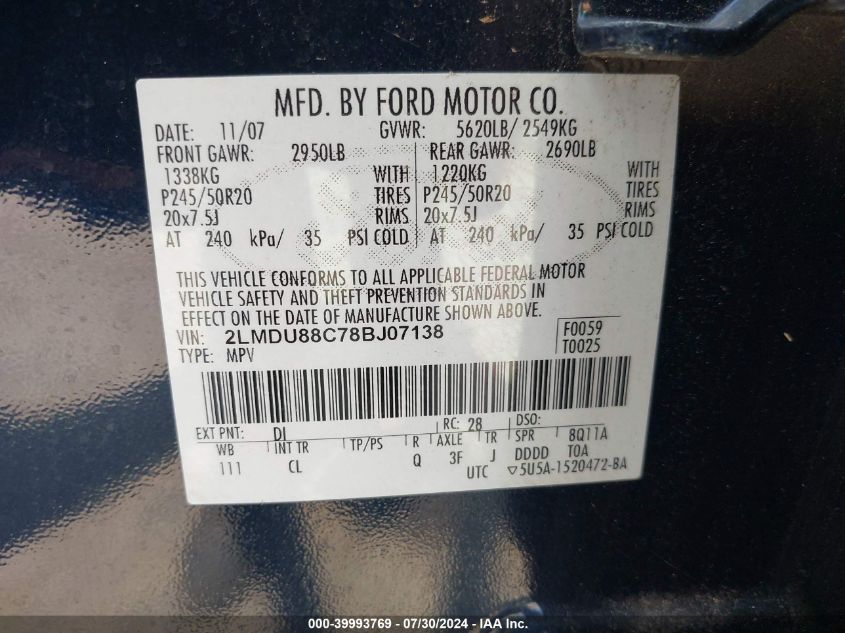 MFD. BY FORD MOTOR CO.
DATE: 11/07 GVWR: 5620LB/ 2549KG
FRONT GAWR: 2950LB REAR GAWR: 2690LB
1338KG WITH 1220KG WITH
P245/50R20 TIRES P245/50R20 TIRES
20x7.5J RIMS 20x7.5J RIMS
AT 240 kPa/ 35 PSI COLD AT 240 kPa/ 35 PSI COLD
THIS VEHICLE CONFORMS TO ALL APPLICABLE FEDERAL MOTOR
VEHICLE SAFETY AND THEFT PREVENTION STANDARDS IN
EFFECT ON THE DATE OF MANUFACTURE SHOWN ABOVE.
VIN: 2LMDU88C78BJ07138 F0059
TYPE: MPV T0025
EXT PNT: DI RC: 28 DSO:
WB INT TR TP/PS R AXLE TR SPR 8Q11A
111 CL Q 3F J DDDD TOA
UTC ▽5U5A-1520472-BA
000-39993769 - 07/30/2024 - IAA Inc.